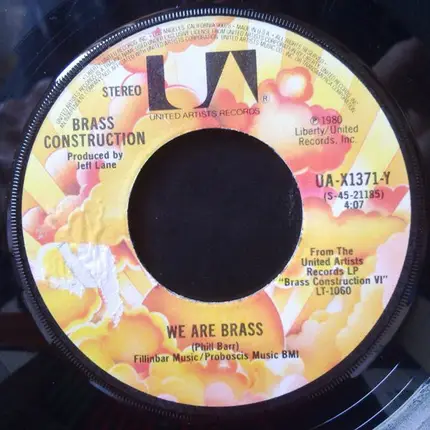 UA
UNITED ARTISTS RECORDS
®
STEREO
BRASS
CONSTRUCTION
Produced by
Jeff Lane
℗ 1980
Liberty/United
Records, Inc.
UA-X1371-Y
(S-45-21185)
4:07
From The
United Artists
Records LP
"Brass Construction VI"
LT-1060
WE ARE BRASS
(Phill Barr)
Fillinbar Music/Proboscis Music BMI